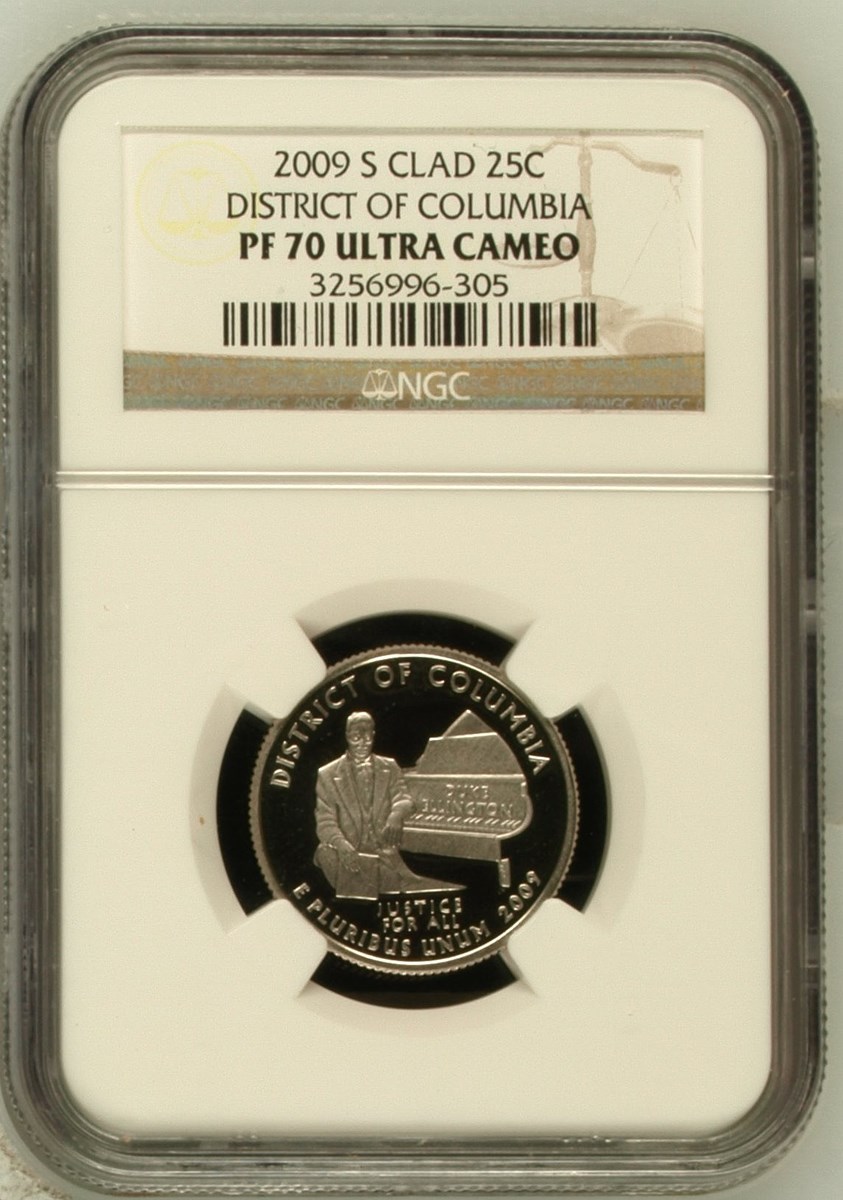 2009 S CLAD 25C
DISTRICT OF COLUMBIA
PF 70 ULTRA CAMEO
3256996-305
NGC
DISTRICT OF COLUMBIA
DUKE
ELLINGTON
JUSTICE
FOR ALL
E PLURIBUS UNUM 2009